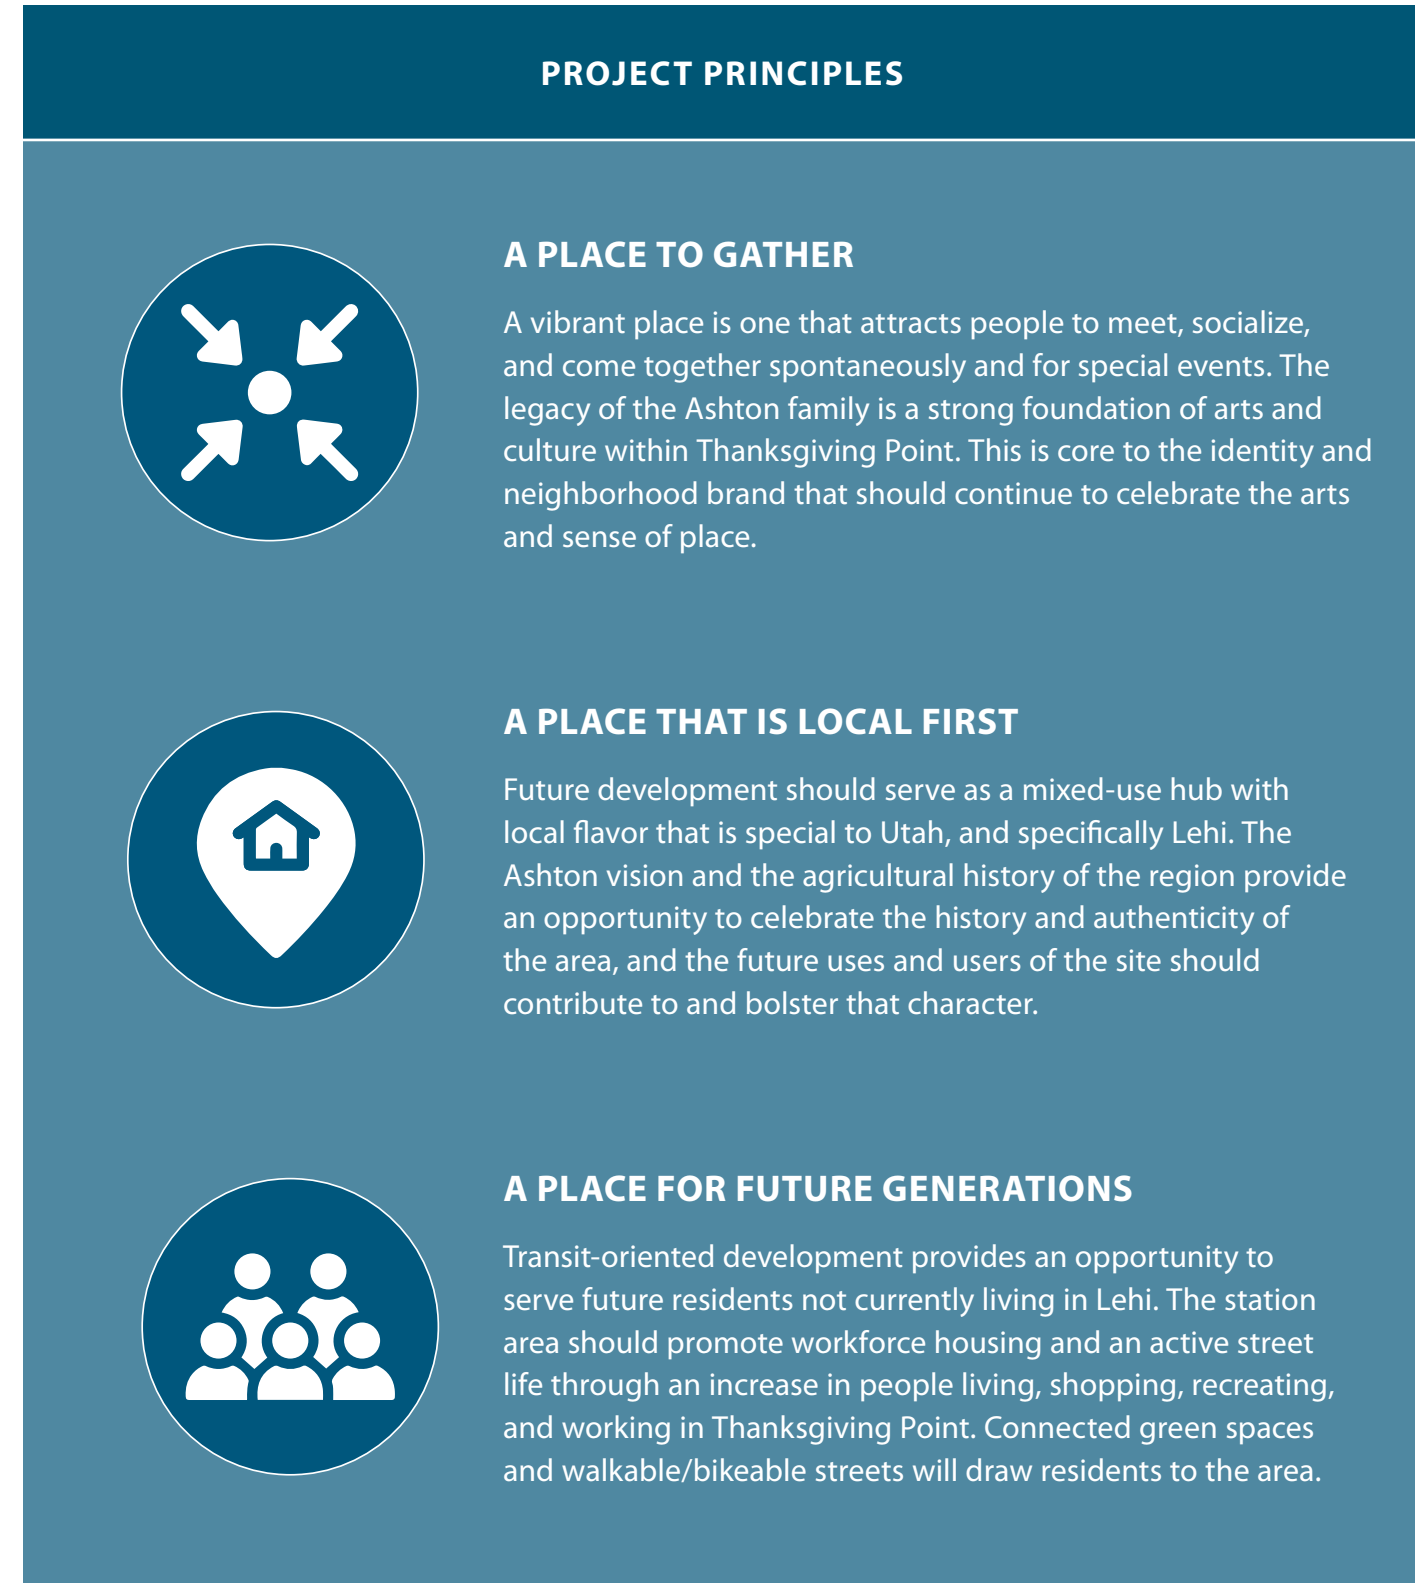 PROJECT PRINCIPLES
A PLACE TO GATHER
A vibrant place is one that attracts people to meet, socialize,
and come together spontaneously and for special events. The
legacy of the Ashton family is a strong foundation of arts and
culture within Thanksgiving Point. This is core to the identity and
neighborhood brand that should continue to celebrate the arts
and sense of place.
A PLACE THAT IS LOCAL FIRST
Future development should serve as a mixed-use hub with
local flavor that is special to Utah, and specifically Lehi. The
Ashton vision and the agricultural history of the region provide
an opportunity to celebrate the history and authenticity of
the area, and the future uses and users of the site should
contribute to and bolster that character.
A PLACE FOR FUTURE GENERATIONS
Transit-oriented development provides an opportunity to
serve future residents not currently living in Lehi. The station
area should promote workforce housing and an active street
life through an increase in people living, shopping, recreating,
and working in Thanksgiving Point. Connected green spaces
and walkable/bikeable streets will draw residents to the area.